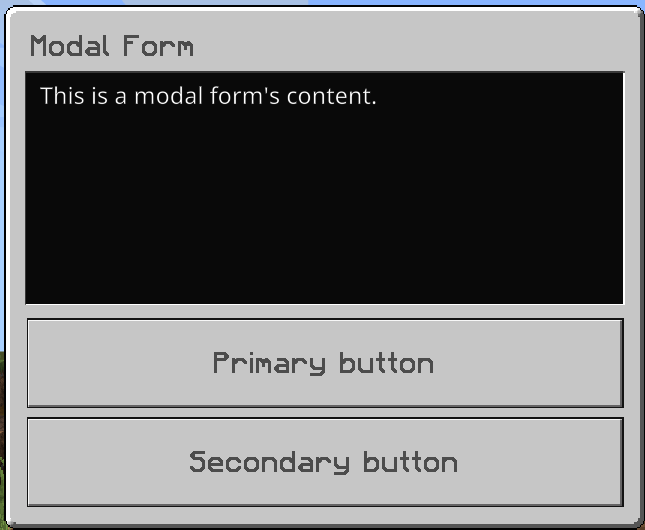 Modal Form
This is a modal form's content.
Primary button
Secondary button